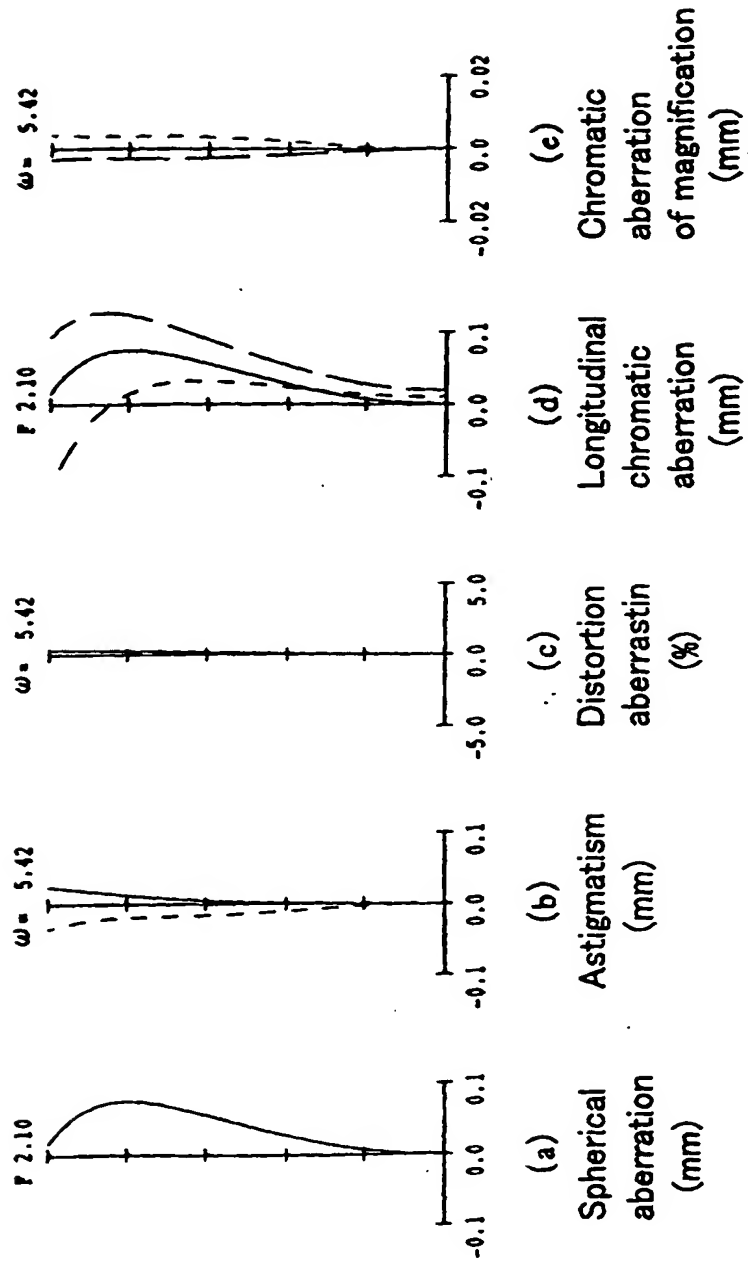 F 2.10
-0.1 0.0 0.1
(a)
Spherical
aberration
(mm)
ω= 5.42
-0.1 0.0 0.1
(b)
Astigmatism
(mm)
ω= 5.42
-5.0 0.0 5.0
(c)
Distortion
aberrastin
(%)
F 2.10
-0.1 0.0 0.1
(d)
Longitudinal
chromatic
aberration
(mm)
ω= 5.42
-0.02 0.0 0.02
(e)
Chromatic
aberration
of magnification
(mm)